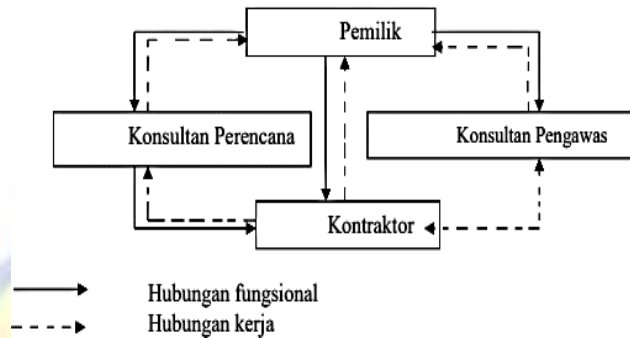 Pemilik
Konsultan Perencana
Konsultan Pengawas
Kontraktor
Hubungan fungsional
Hubungan kerja